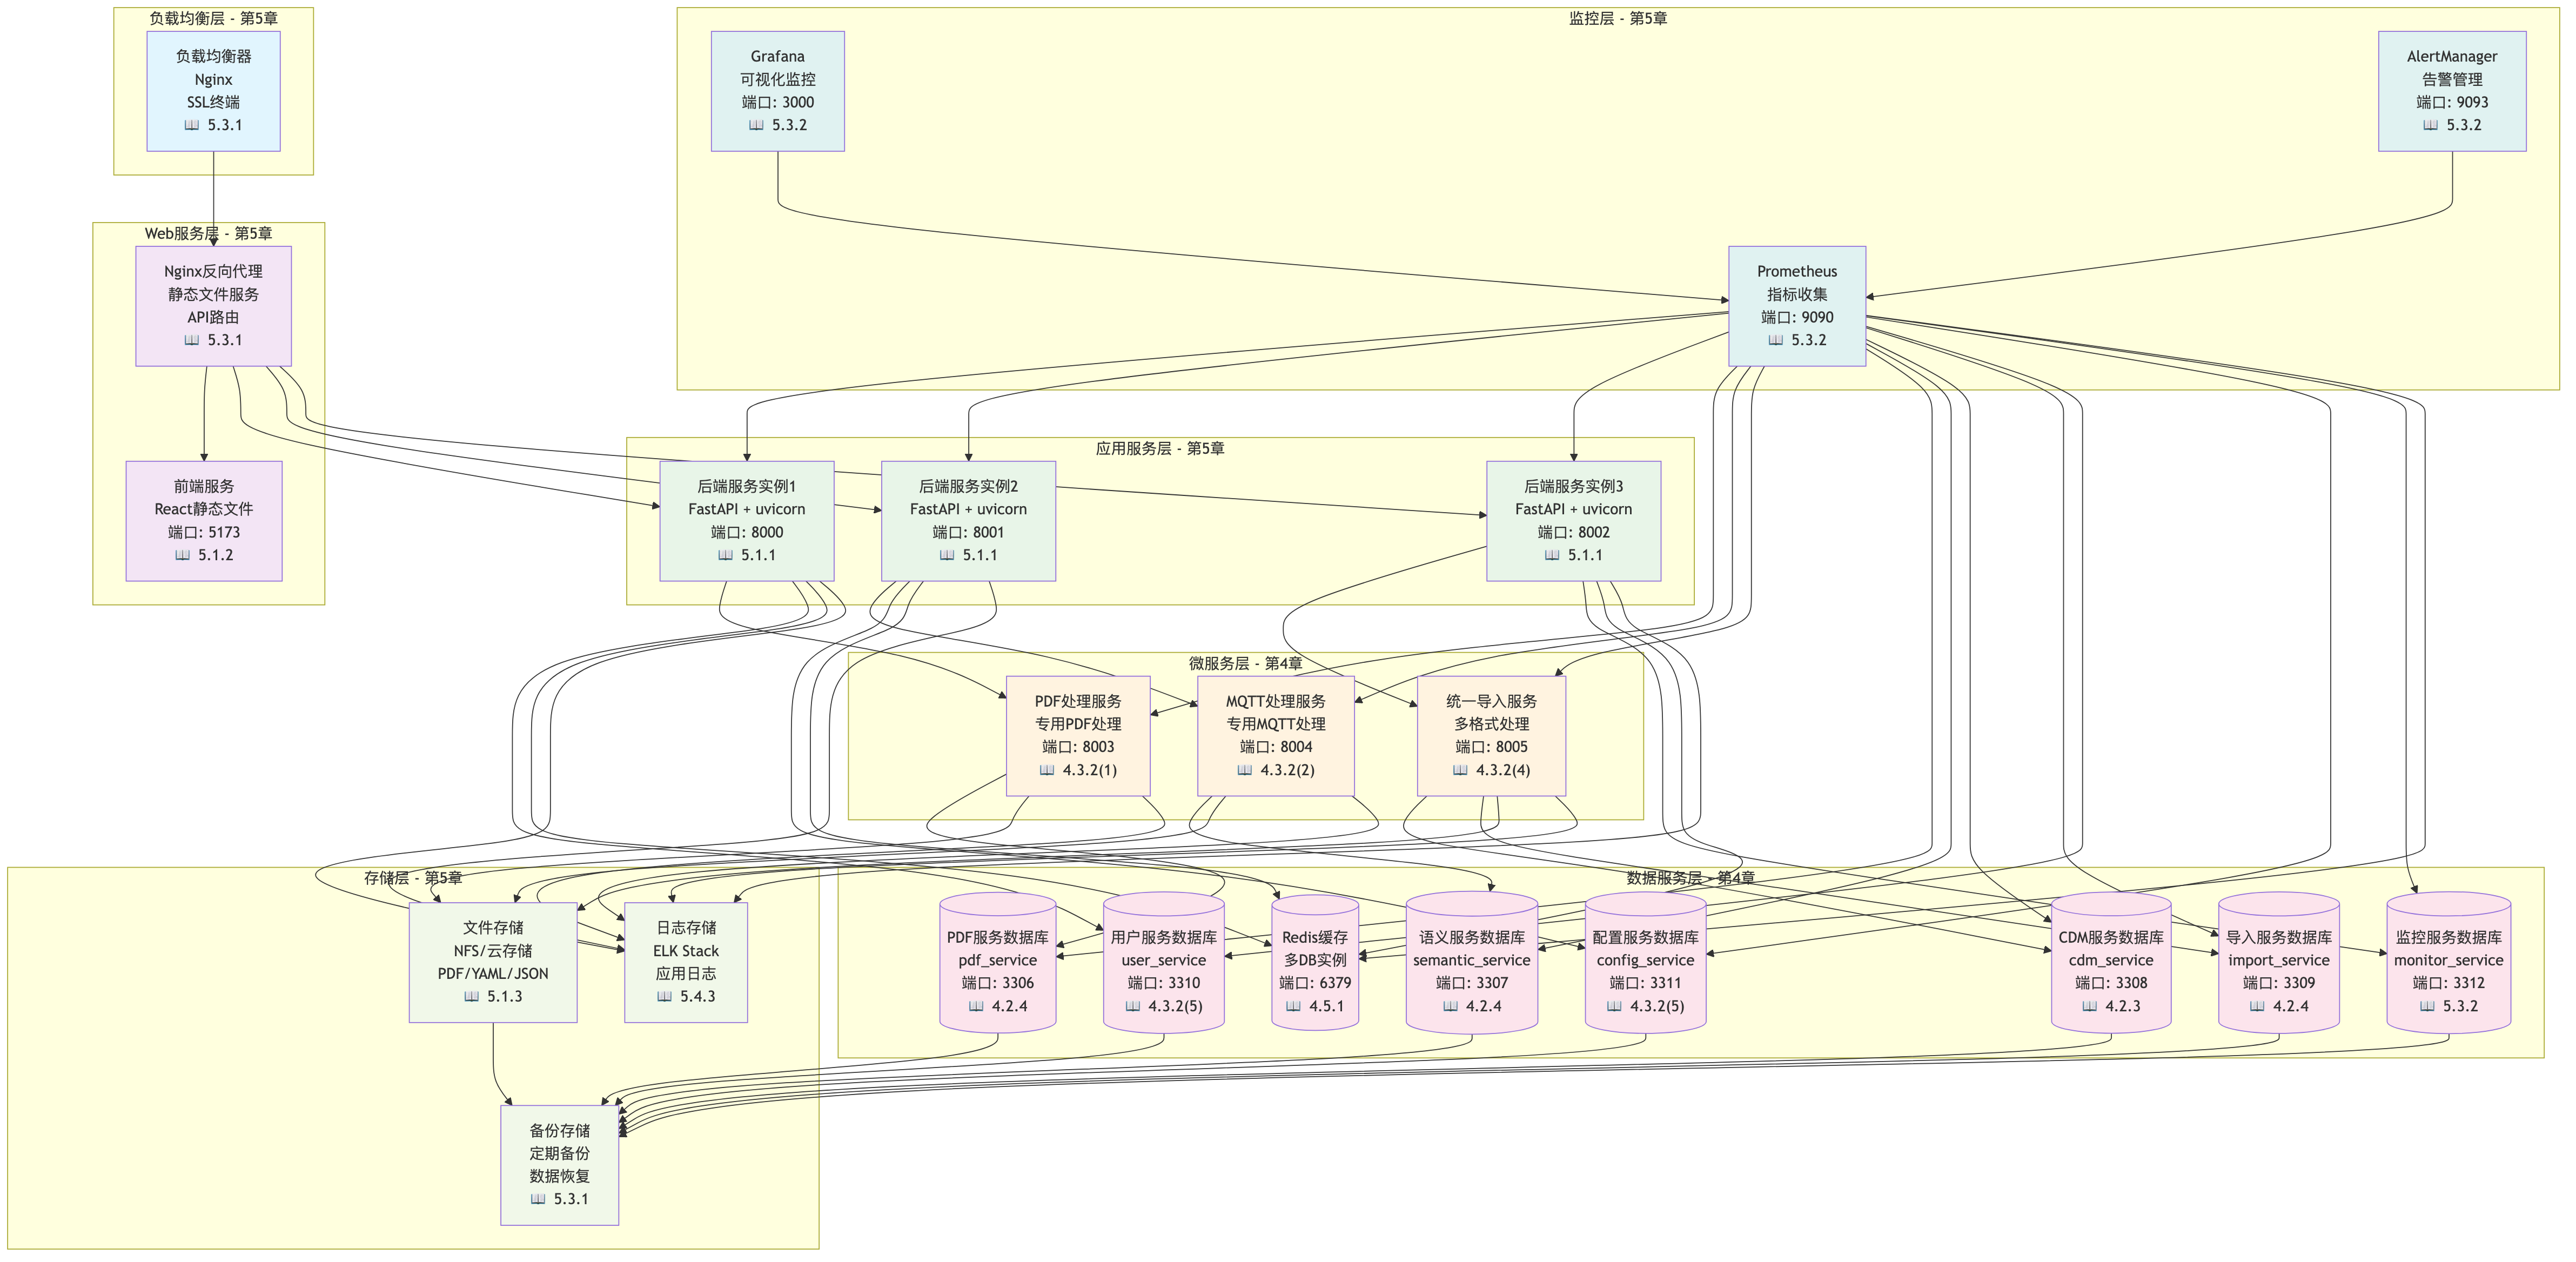 负载均衡层 - 第5章
负载均衡器
Nginx
SSL终端
📖 5.3.1
监控层 - 第5章
Grafana
可视化监控
端口: 3000
📖 5.3.2
AlertManager
告警管理
端口: 9093
📖 5.3.2
Prometheus
指标收集
端口: 9090
📖 5.3.2
Web服务层 - 第5章
Nginx反向代理
静态文件服务
API路由
📖 5.3.1
前端服务
React静态文件
端口: 5173
📖 5.1.2
应用服务层 - 第5章
后端服务实例1
FastAPI + uvicorn
端口: 8000
📖 5.1.1
后端服务实例2
FastAPI + uvicorn
端口: 8001
📖 5.1.1
后端服务实例3
FastAPI + uvicorn
端口: 8002
📖 5.1.1
微服务层 - 第4章
PDF处理服务
专用PDF处理
端口: 8003
📖 4.3.2(1)
MQTT处理服务
专用MQTT处理
端口: 8004
📖 4.3.2(2)
统一导入服务
多格式处理
端口: 8005
📖 4.3.2(4)
存储层 - 第5章
文件存储
NFS/云存储
PDF/YAML/JSON
📖 5.1.3
日志存储
ELK Stack
应用日志
📖 5.4.3
备份存储
定期备份
数据恢复
📖 5.3.1
数据服务层 - 第4章
PDF服务数据库
pdf_service
端口: 3306
📖 4.2.4
用户服务数据库
user_service
端口: 3310
📖 4.3.2(5)
Redis缓存
多DB实例
端口: 6379
📖 4.5.1
语义服务数据库
semantic_service
端口: 3307
📖 4.2.4
配置服务数据库
config_service
端口: 3311
📖 4.3.2(5)
CDM服务数据库
cdm_service
端口: 3308
📖 4.2.3
导入服务数据库
import_service
端口: 3309
📖 4.2.4
监控服务数据库
monitor_service
端口: 3312
📖 5.3.2